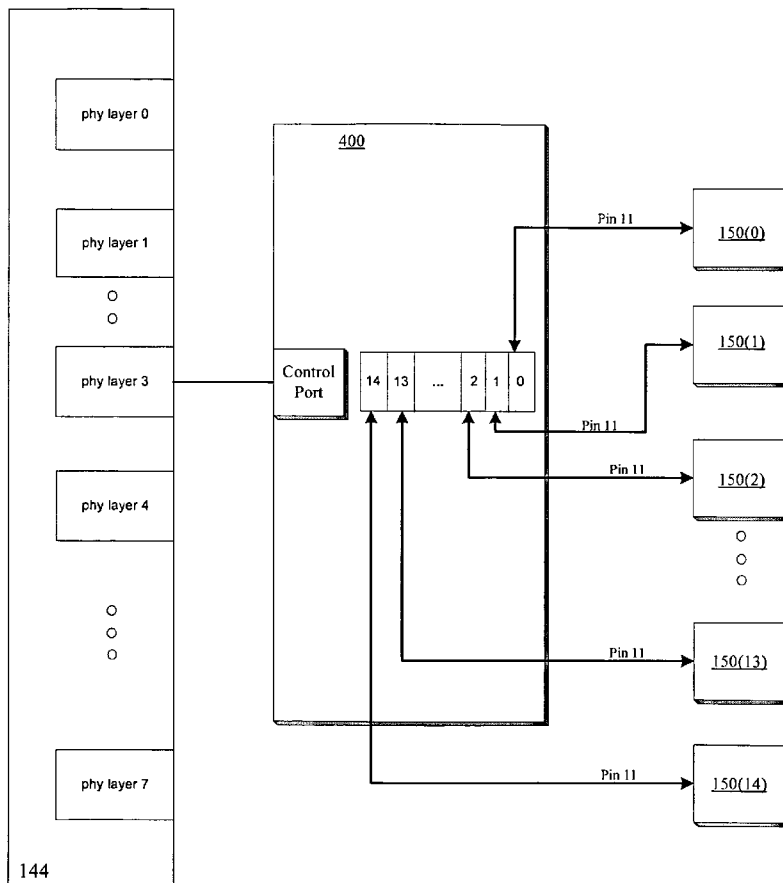 phy layer 0
phy layer 1
phy layer 3
phy layer 4
phy layer 7
144
400
Control
Port
14 13 ... 2 1 0
Pin 11
150(0)
150(1)
Pin 11
Pin 11
150(2)
Pin 11
150(13)
Pin 11
150(14)